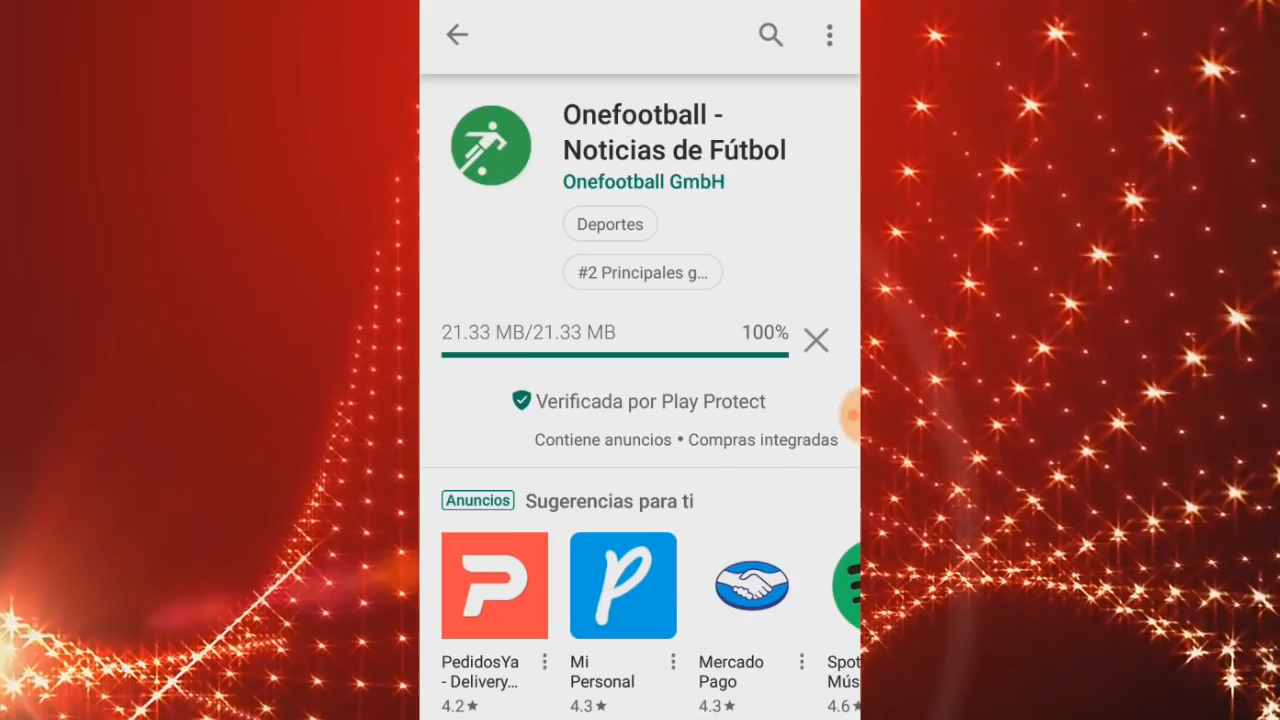 Onefootball -
Noticias de Fútbol
Onefootball GmbH
Deportes
#2 Principales g...
21.33 MB/21.33 MB 100%
Verificada por Play Protect
Contiene anuncios • Compras integradas
Anuncios Sugerencias para ti
PedidosYa
- Delivery...
4.2★
Mi
Personal
4.3★
Mercado
Pago
4.3★
Spot
Mús
4.6★